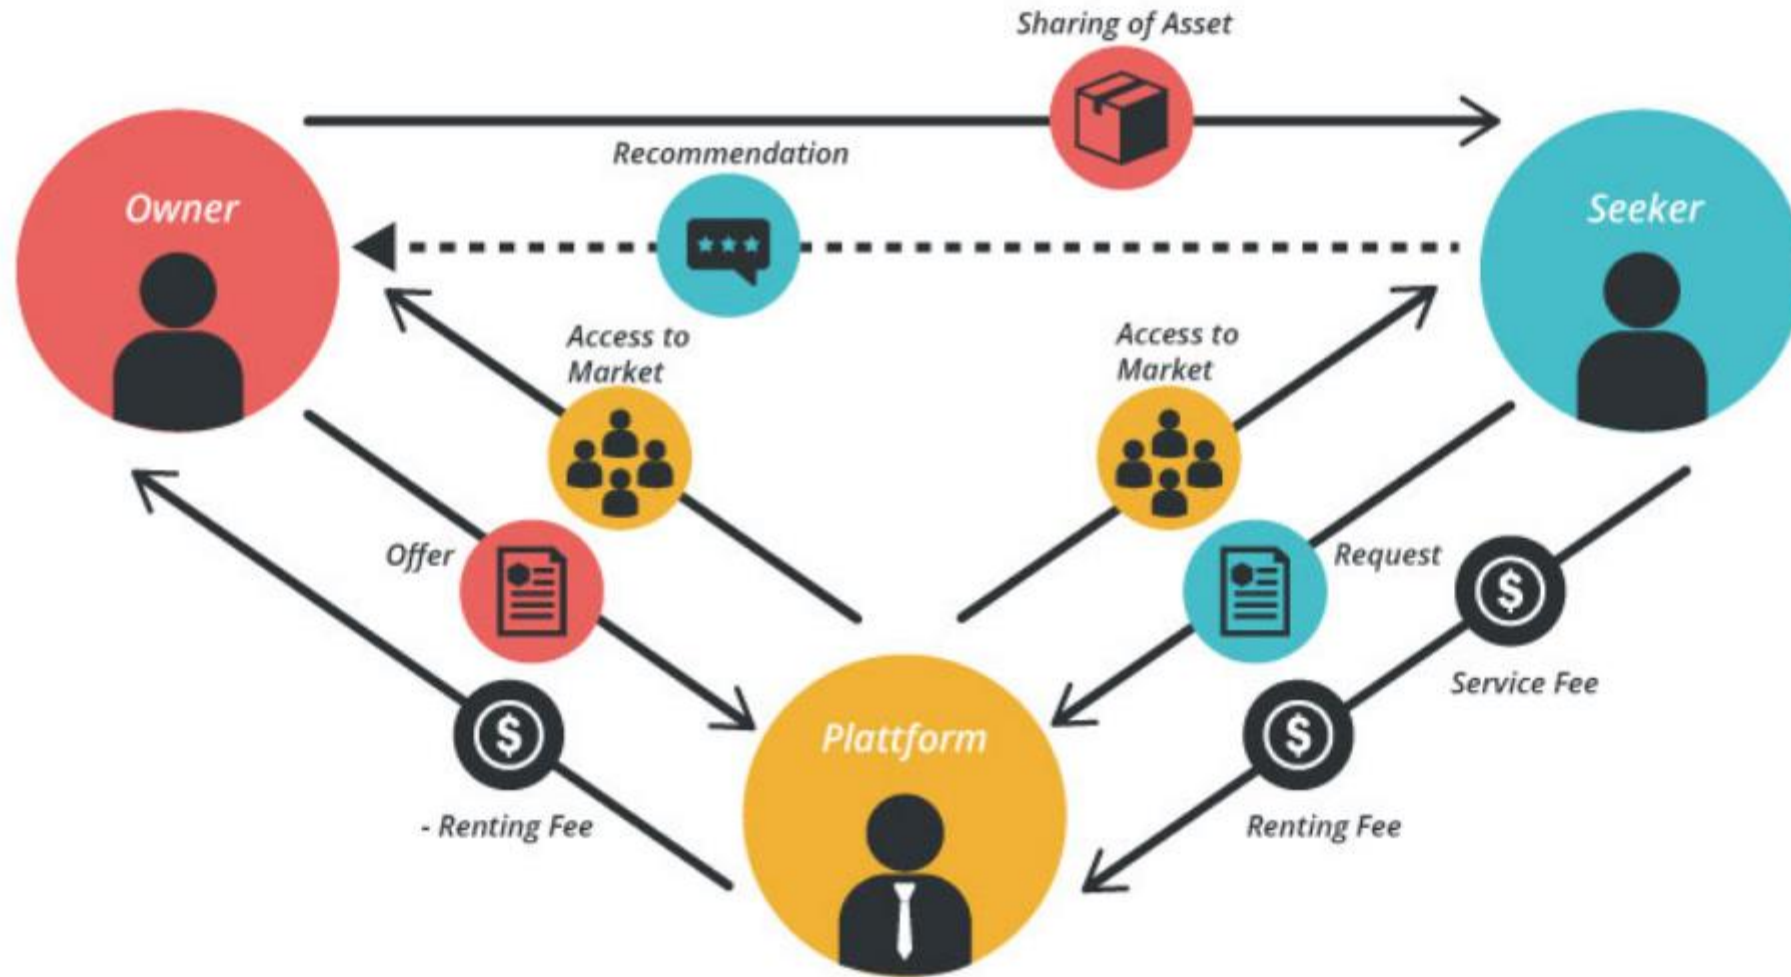 Sharing of Asset
Recommendation
Owner
Seeker
Access to
Market
Access to
Market
Offer
Request
Service Fee
Plattform
- Renting Fee
Renting Fee